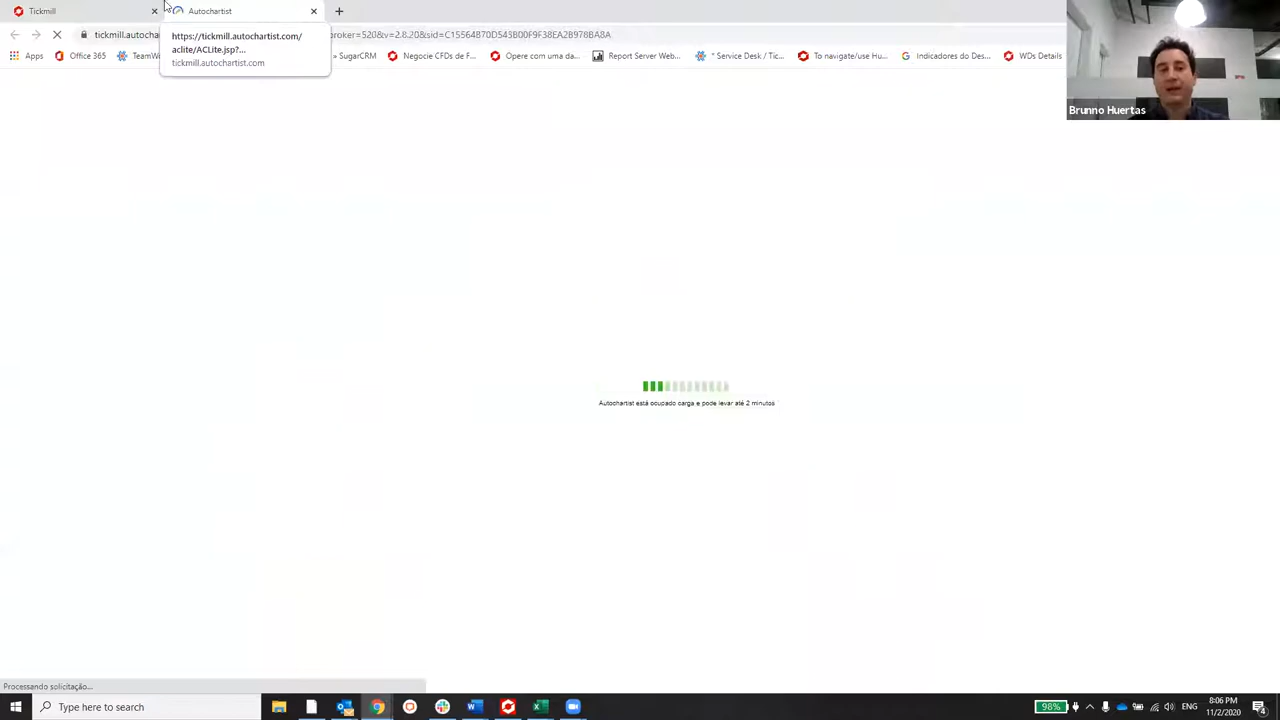 Tickmill
Autochartist
tickmill.autocha
broker=520&v=2.8.20&sid=C15564B70D543B00F9F38EA2B978BA8A
https://tickmill.autochartist.com/
aclite/ACLite.jsp?...
tickmill.autochartist.com
Apps
Office 365
TeamWo
» SugarCRM
Negocie CFDs de F...
Opere com uma da...
Report Server Web...
* Service Desk / Tic...
To navigate/use Hu...
Indicadores do Des...
WDs Details
Brunno Huertas
Autochartist está ocupado carga e pode levar até 2 minutos
Processando solicitação...
Type here to search
98%
ENG
8:06 PM
11/2/2020
4